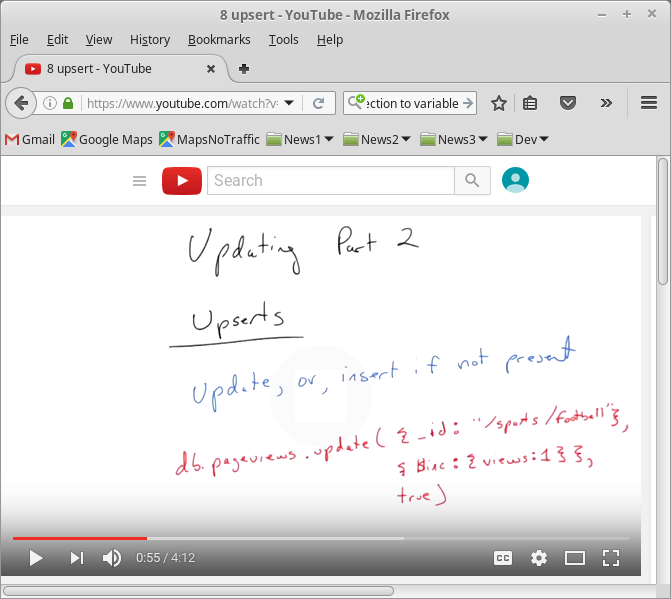 8 upsert - YouTube - Mozilla Firefox
File Edit View History Bookmarks Tools Help
8 upsert - YouTube
https://www.youtube.com/watch?v= ection to variable
Gmail Google Maps MapsNoTraffic News1 News2 News3 Dev
Search
Updating Part 2
Upserts
Update, or, insert if not present
db.pageviews.update( { _id: "/sports/football"},
{ $inc: { views:1 } },
true)
0:55 / 4:12 CC